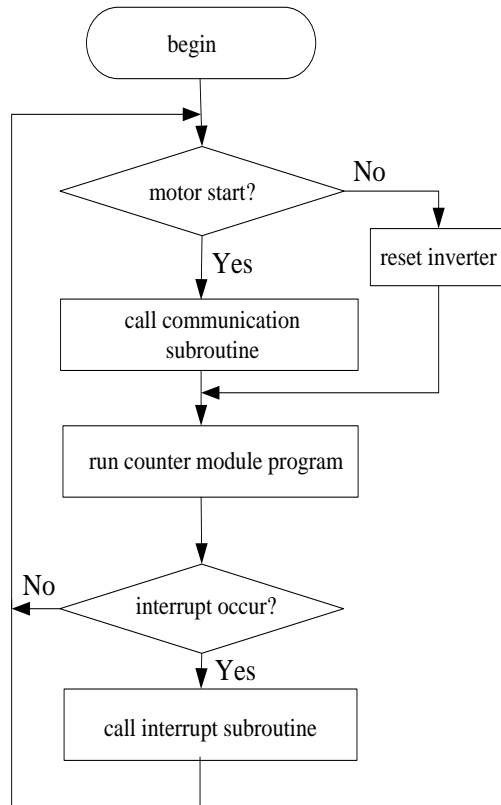 begin
motor start?
No
reset inverter
Yes
call communication
subroutine
run counter module program
No
interrupt occur?
Yes
call interrupt subroutine